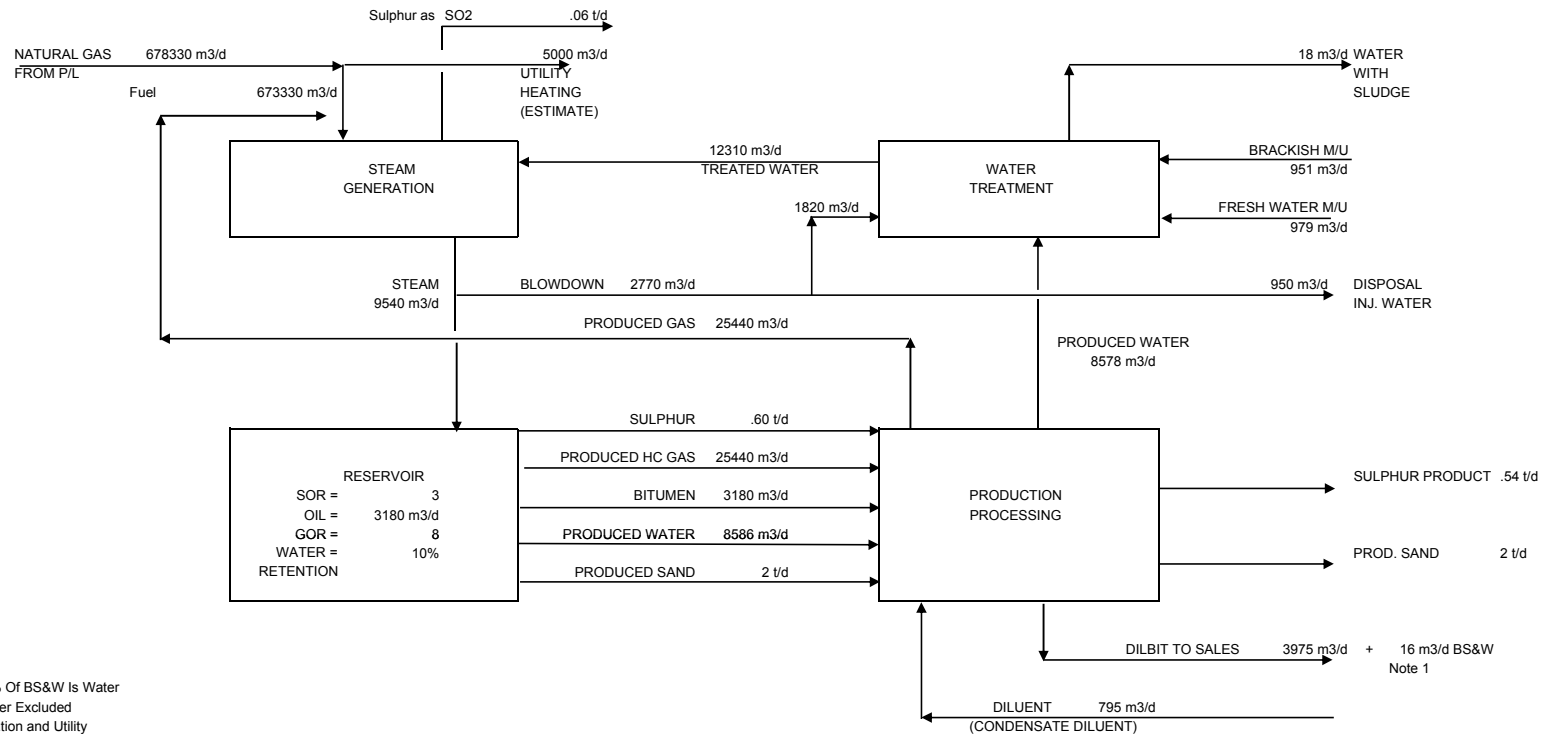 Sulphur as SO2 .06 t/d
NATURAL GAS 678330 m3/d
FROM P/L
5000 m3/d
UTILITY
HEATING
(ESTIMATE)
Fuel 673330 m3/d
18 m3/d WATER
WITH
SLUDGE
STEAM
GENERATION
12310 m3/d
TREATED WATER
WATER
TREATMENT
BRACKISH M/U
951 m3/d
1820 m3/d
FRESH WATER M/U
979 m3/d
STEAM
9540 m3/d
BLOWDOWN 2770 m3/d
950 m3/d DISPOSAL
INJ. WATER
PRODUCED GAS 25440 m3/d
PRODUCED WATER
8578 m3/d
RESERVOIR
SOR = 3
OIL = 3180 m3/d
GOR = 8
WATER = 10%
RETENTION
SULPHUR .60 t/d
PRODUCED HC GAS 25440 m3/d
BITUMEN 3180 m3/d
PRODUCED WATER 8586 m3/d
PRODUCED SAND 2 t/d
PRODUCTION
PROCESSING
SULPHUR PRODUCT .54 t/d
PROD. SAND 2 t/d
DILBIT TO SALES 3975 m3/d + 16 m3/d BS&W
Note 1
DILUENT 795 m3/d
(CONDENSATE DILUENT)
Of BS&W Is Water
Excluded
and Utility